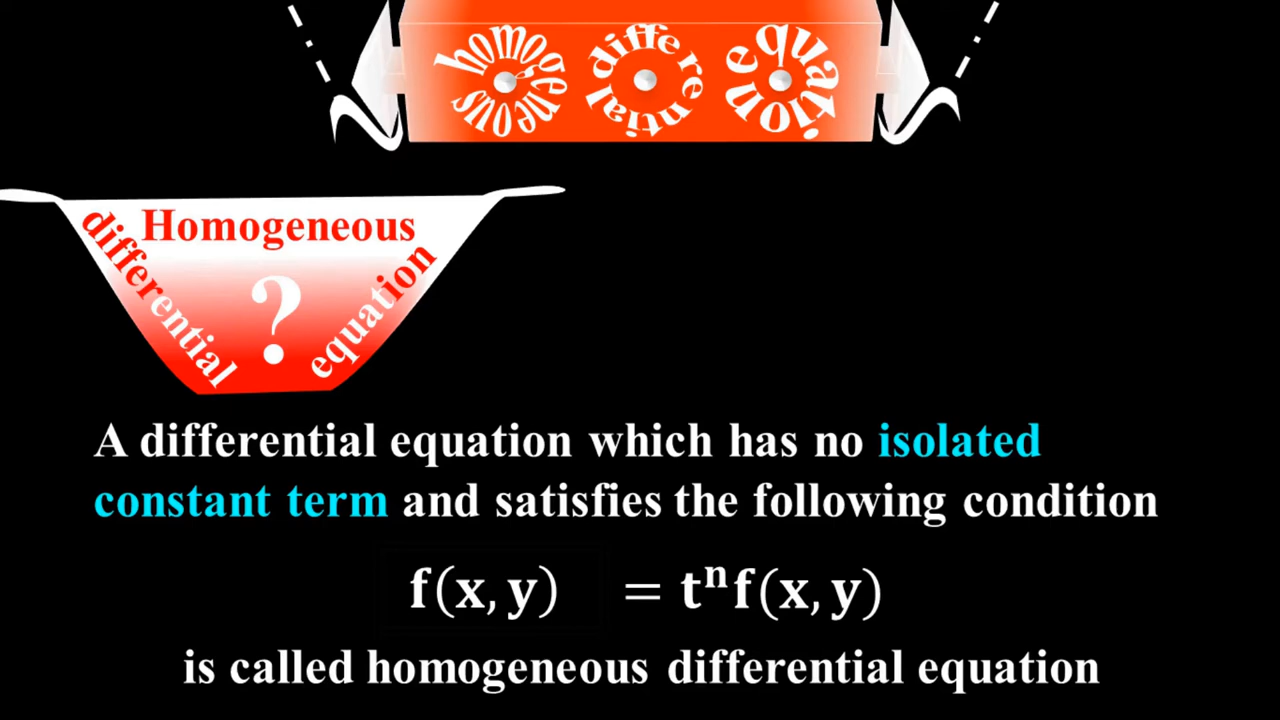 homogeneous differential equation
Homogeneous
differential
?
equation
A differential equation which has no isolated
constant term and satisfies the following condition
f(x, y) = tⁿf(x, y)
is called homogeneous differential equation